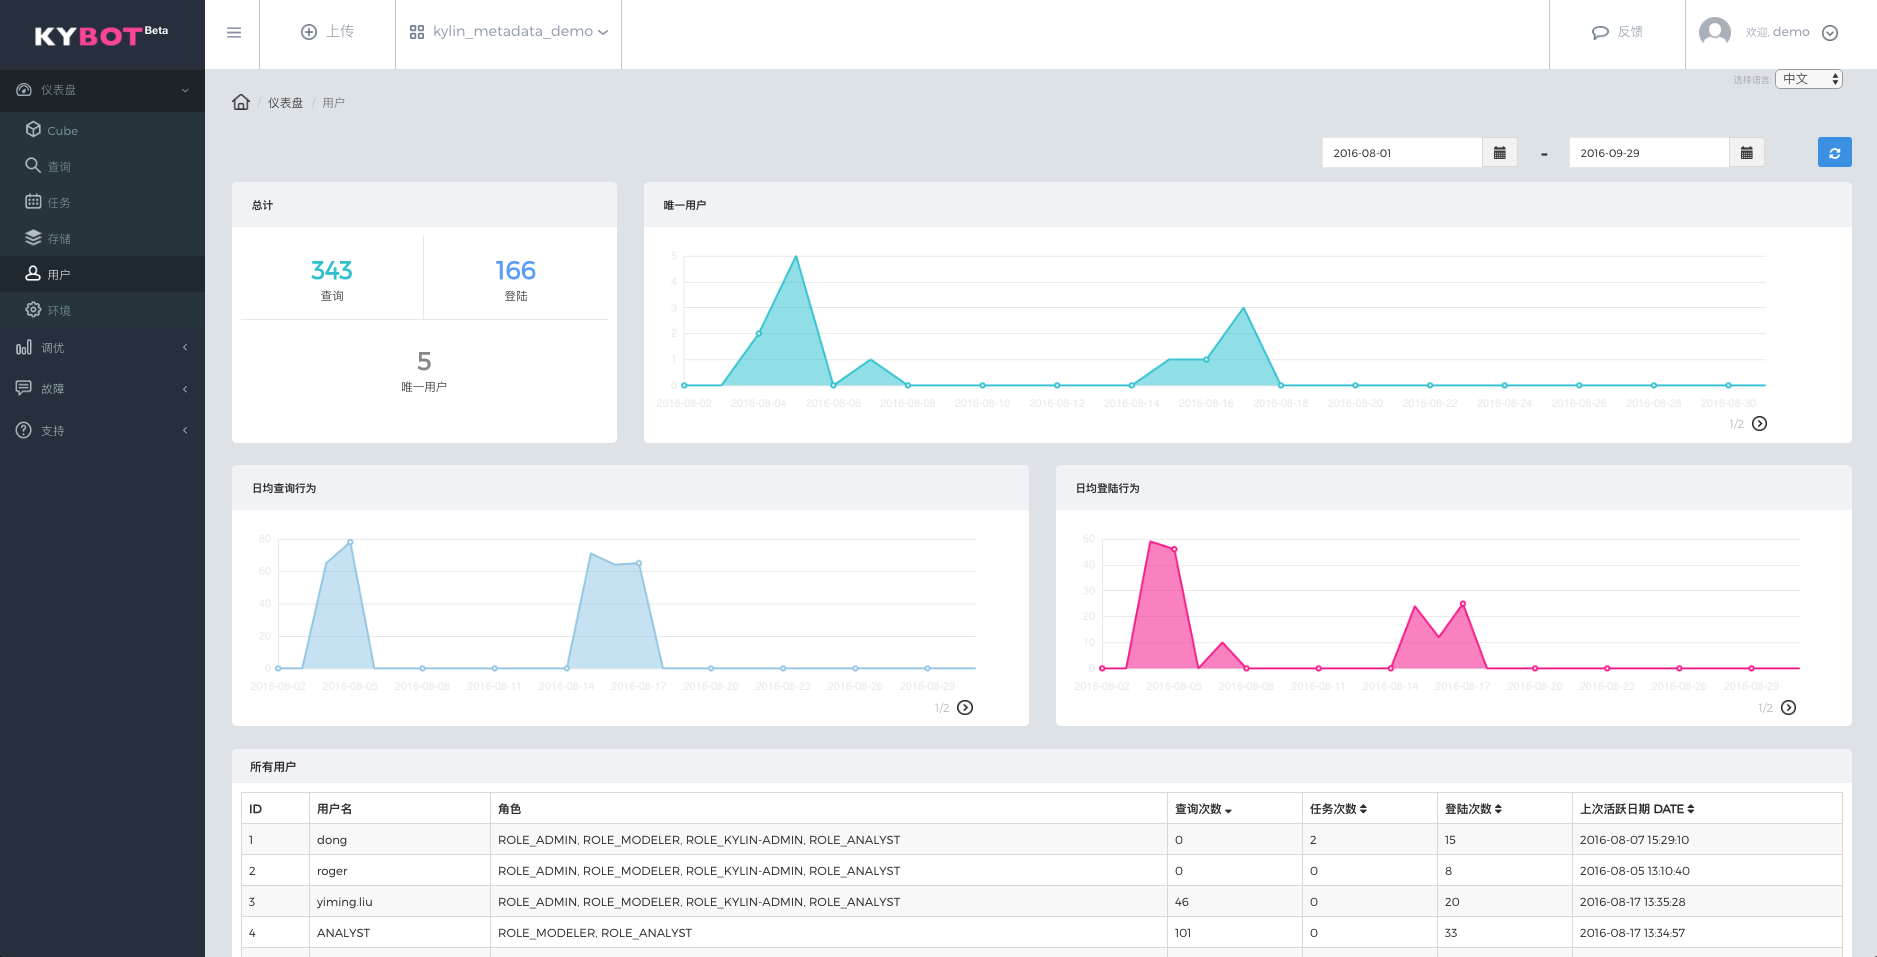 KYBOT Beta
上传
kylin_metadata_demo
反馈
欢迎, demo
选择语言:
中文
仪表盘
Cube
查询
任务
存储
用户
环境
调优
故障
支持
/ 仪表盘 / 用户
2016-08-01
-
2016-09-29
总计
343
查询
166
登陆
5
唯一用户
唯一用户
5
4
3
2
1
0
2016-08-02 2016-08-04 2016-08-06 2016-08-08 2016-08-10 2016-08-12 2016-08-14 2016-08-16 2016-08-18 2016-08-20 2016-08-22 2016-08-24 2016-08-26 2016-08-28 2016-08-30
1/2
日均查询行为
80
60
40
20
0
2016-08-02 2016-08-05 2016-08-08 2016-08-11 2016-08-14 2016-08-17 2016-08-20 2016-08-23 2016-08-26 2016-08-29
1/2
日均登陆行为
50
40
30
20
10
0
2016-08-02 2016-08-05 2016-08-08 2016-08-11 2016-08-14 2016-08-17 2016-08-20 2016-08-23 2016-08-26 2016-08-29
1/2
所有用户
ID 用户名 角色 查询次数 任务次数 登陆次数 上次活跃日期 DATE
1 dong ROLE_ADMIN, ROLE_MODELER, ROLE_KYLIN-ADMIN, ROLE_ANALYST 0 2 15 2016-08-07 15:29:10
2 roger ROLE_ADMIN, ROLE_MODELER, ROLE_KYLIN-ADMIN, ROLE_ANALYST 0 0 8 2016-08-05 13:10:40
3 yiming.liu ROLE_ADMIN, ROLE_MODELER, ROLE_KYLIN-ADMIN, ROLE_ANALYST 46 0 20 2016-08-17 13:35:28
4 ANALYST ROLE_MODELER, ROLE_ANALYST 101 0 33 2016-08-17 13:34:57